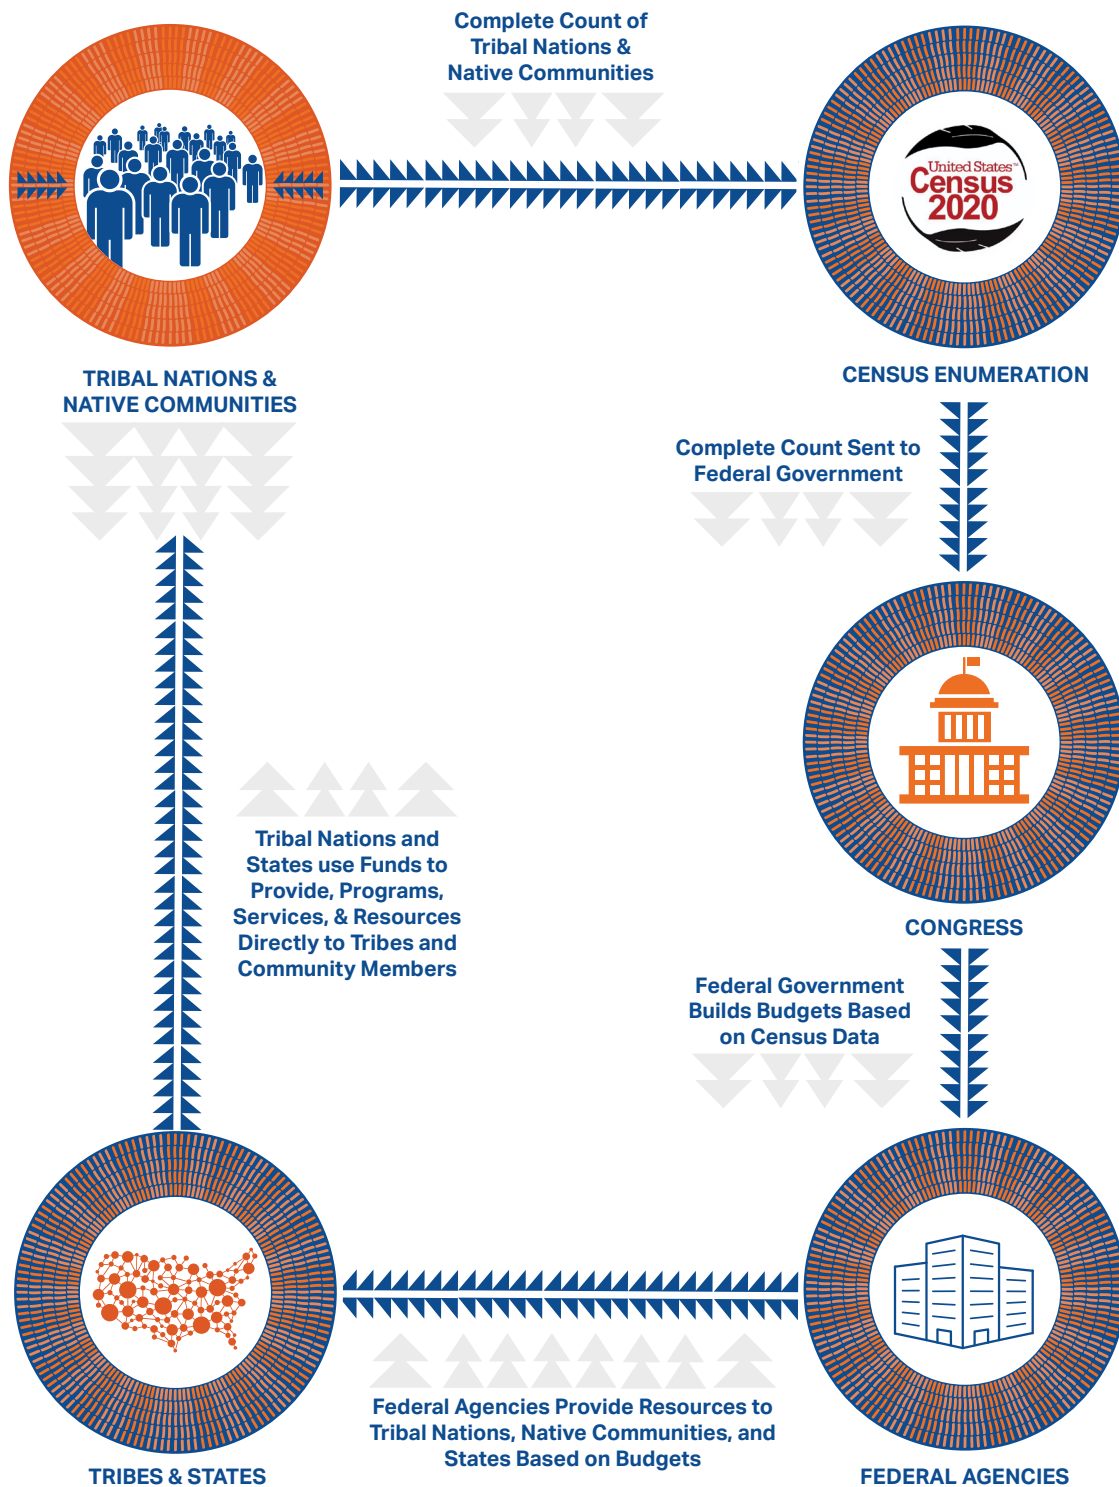 Complete Count of
Tribal Nations &
Native Communities
United States™
Census
2020
TRIBAL NATIONS &
NATIVE COMMUNITIES
CENSUS ENUMERATION
Complete Count Sent to
Federal Government
Tribal Nations and
States use Funds to
Provide, Programs,
Services, & Resources
Directly to Tribes and
Community Members
CONGRESS
Federal Government
Builds Budgets Based
on Census Data
Federal Agencies Provide Resources to
Tribal Nations, Native Communities, and
States Based on Budgets
TRIBES & STATES
FEDERAL AGENCIES